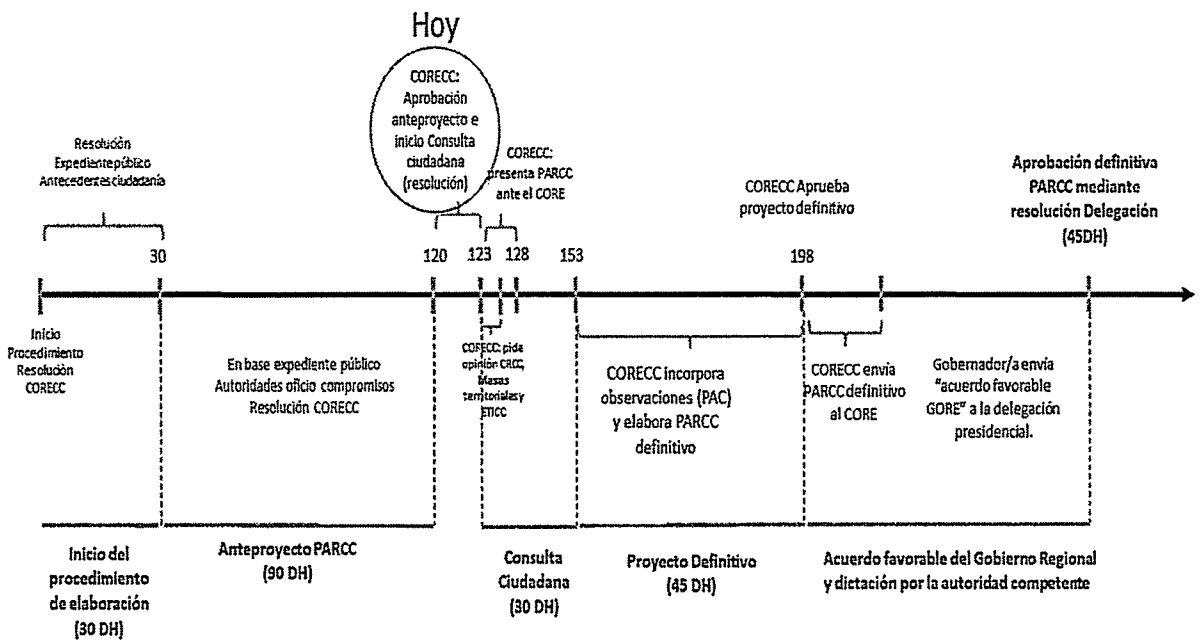 Hoy
CORECC:
Aprobación
anteproyecto e
inicio Consulta
ciudadana
(resolución)
Resolución
Expediente público
Antecedentes ciudadanía
CORECC:
presenta PARCC
ante el CORE
CORECC Aprueba
proyecto definitivo
Aprobación definitiva
PARCC mediante
resolución Delegación
(45DH)
30
120
123
128
153
198
Inicio
Procedimiento
Resolución
CORECC
En base expediente público
Autoridades oficio compromisos
Resolución CORECC
CORECC: pide
opinión CRCC,
Mesas
territoriales y
ETICC
CORECC incorpora
observaciones (PAC)
y elabora PARCC
definitivo
CORECC envía
PARCC definitivo
al CORE
Gobernador/a envía
"acuerdo favorable
GORE" a la delegación
presidencial.
Inicio del
procedimiento
de elaboración
(30 DH)
Anteproyecto PARCC
(90 DH)
Consulta
Ciudadana
(30 DH)
Proyecto Definitivo
(45 DH)
Acuerdo favorable del Gobierno Regional
y dictación por la autoridad competente